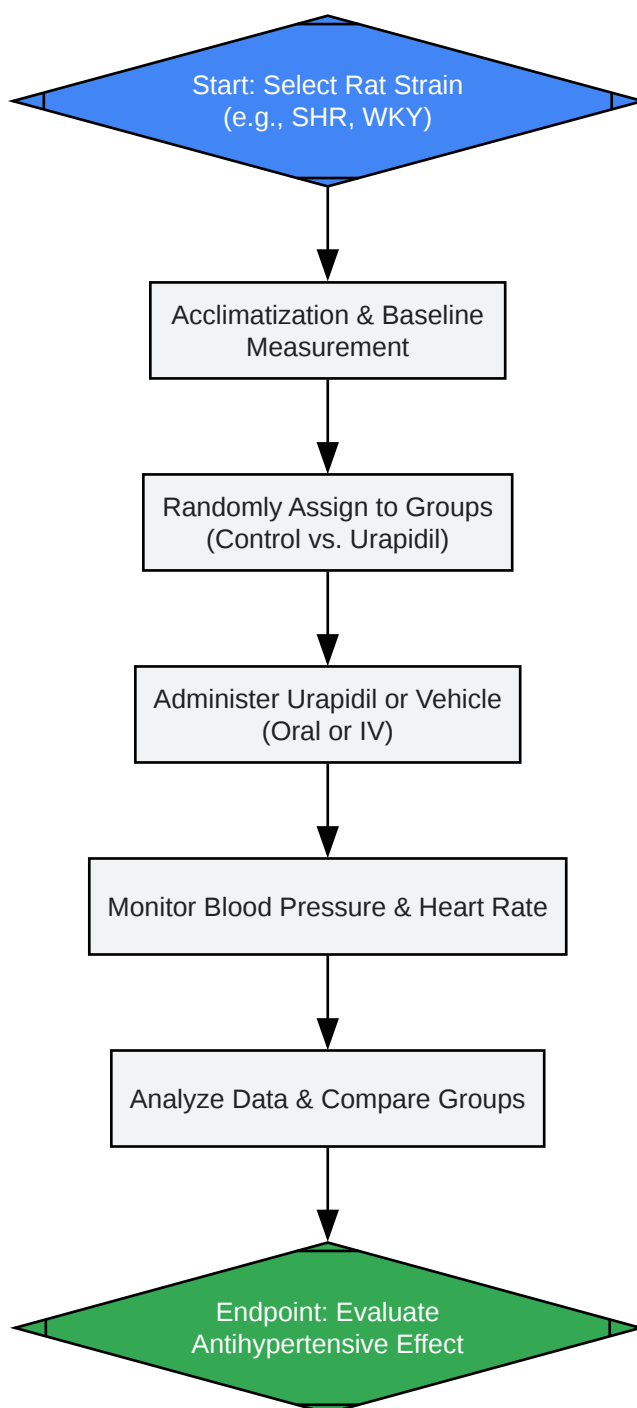 Start: Select Rat Strain
(e.g., SHR, WKY)
Acclimatization & Baseline
Measurement
Randomly Assign to Groups
(Control vs. Urapidil)
Administer Urapidil or Vehicle
(Oral or IV)
Monitor Blood Pressure & Heart Rate
Analyze Data & Compare Groups
Endpoint: Evaluate
Antihypertensive Effect